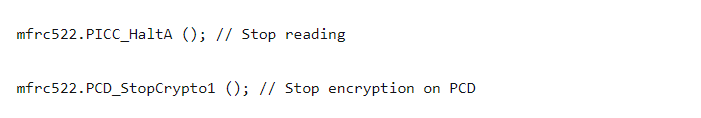 mfrc522.PICC_HaltA (); // Stop reading
mfrc522.PCD_StopCrypto1 (); // Stop encryption on PCD